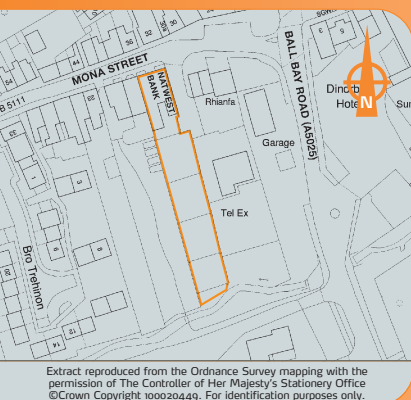 MONA STREET
B 5111
NATWEST
BANK
BALL BAY ROAD (A5025)
Rhianfa
Garage
Tel Ex
Bro Trehinon
N
Extract reproduced from the Ordnance Survey mapping with the
permission of The Controller of Her Majesty's Stationery Office
©Crown Copyright 100020449. For identification purposes only.